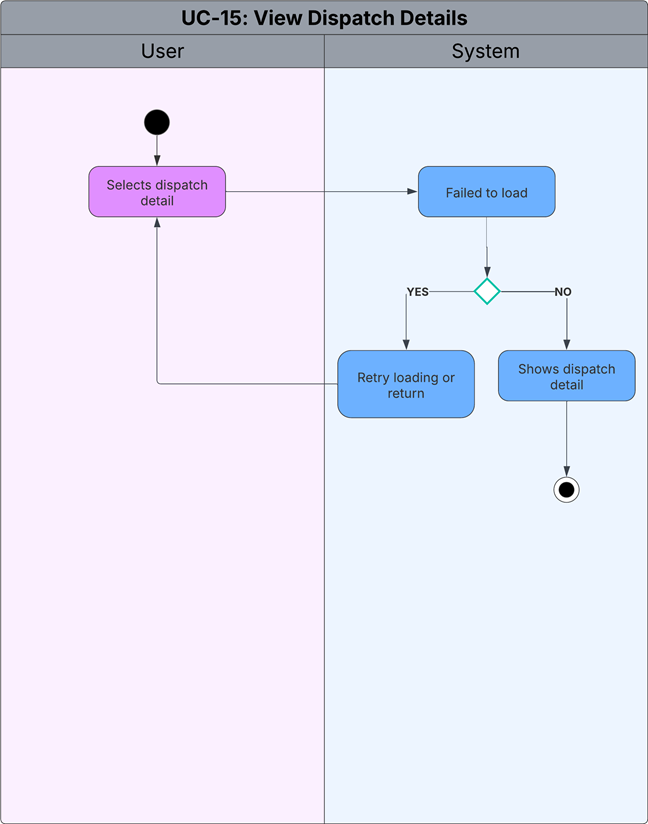 UC-15: View Dispatch Details
User
System
Selects dispatch
detail
Failed to load
YES
NO
Retry loading or
return
Shows dispatch
detail